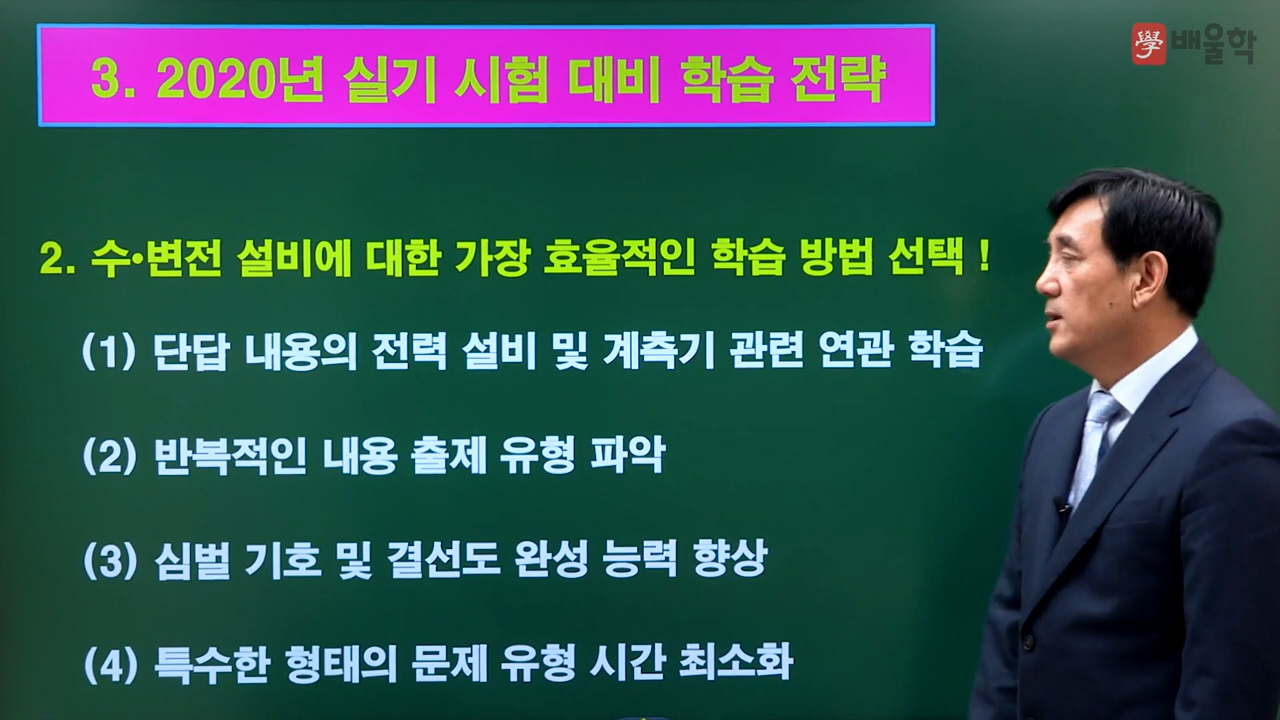 3. 2020년 실기 시험 대비 학습 전략
學 배울학
2. 수•변전 설비에 대한 가장 효율적인 학습 방법 선택 !
(1) 단답 내용의 전력 설비 및 계측기 관련 연관 학습
(2) 반복적인 내용 출제 유형 파악
(3) 심벌 기호 및 결선도 완성 능력 향상
(4) 특수한 형태의 문제 유형 시간 최소화